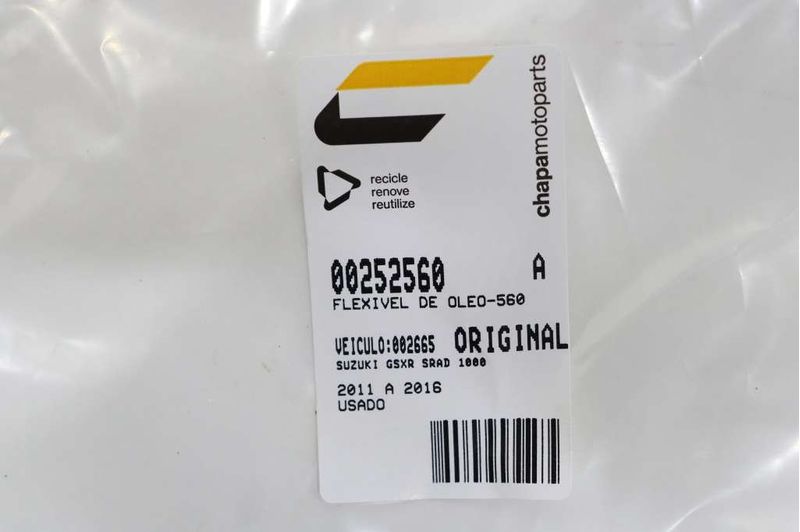 chapamotoparts
recicle
renove
reutilize
00252560 A
FLEXIVEL DE OLEO-560
VEICULO:002665 ORIGINAL
SUZUKI GSXR SRAD 1000
2011 A 2016
USADO